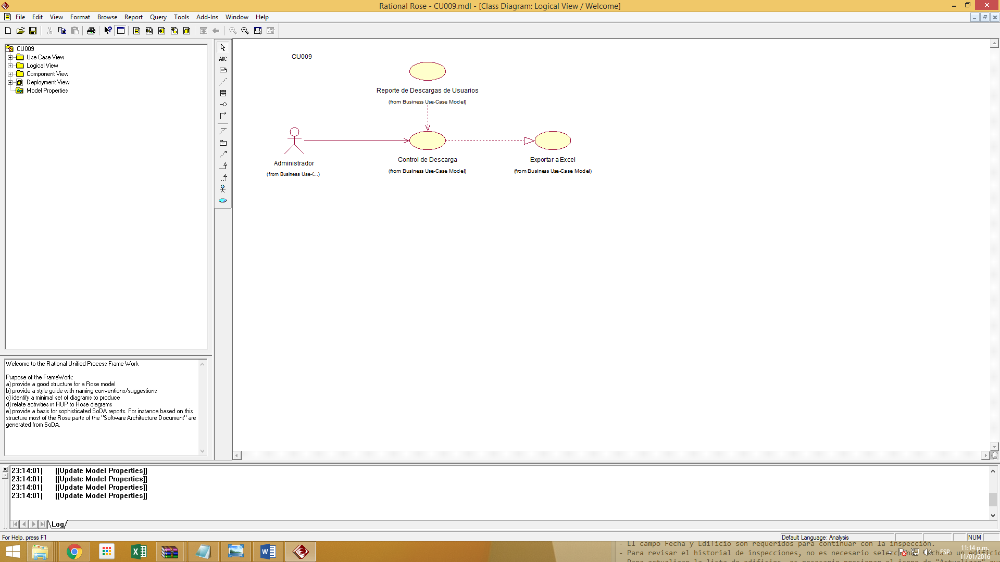 Rational Rose - CU009.mdl - [Class Diagram: Logical View / Welcome]
File Edit View Format Browse Report Query Tools Add-Ins Window Help
ABC
CU009
Use Case View
Logical View
Component View
Deployment View
Model Properties
CU009
Reporte de Descargas de Usuarios
(from Business Use-Case Model)
Administrador
(from Business Use-(...)
Control de Descarga
(from Business Use-Case Model)
Exportar a Excel
(from Business Use-Case Model)
Welcome to the Rational Unified Process Frame Work
Purpose of the FrameWork:
a) provide a good structure for a Rose model
b) provide a style guide with naming conventions/suggestions
c) identify a minimal set of diagrams to produce
d) relate activities in RUP to Rose diagrams
e) provide a basis for sophisticated SoDA reports. For instance based on this
structure most of the Rose parts of the "Software Architecture Document" are
generated from SoDA.
23:14:01| [[Update Model Properties]]
23:14:01| [[Update Model Properties]]
23:14:01| [[Update Model Properties]]
23:14:01| [[Update Model Properties]]
Log
For Help, press F1
Default Language: Analysis
NUM
- El campo Fecha y Edificio son requeridos para continuar con la inspección.
- Para revisar el historial de inspecciones, no es necesario o un
ESP
11:14 p.m.
11/01/2016